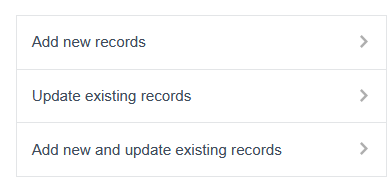 Add new records
Update existing records
Add new and update existing records